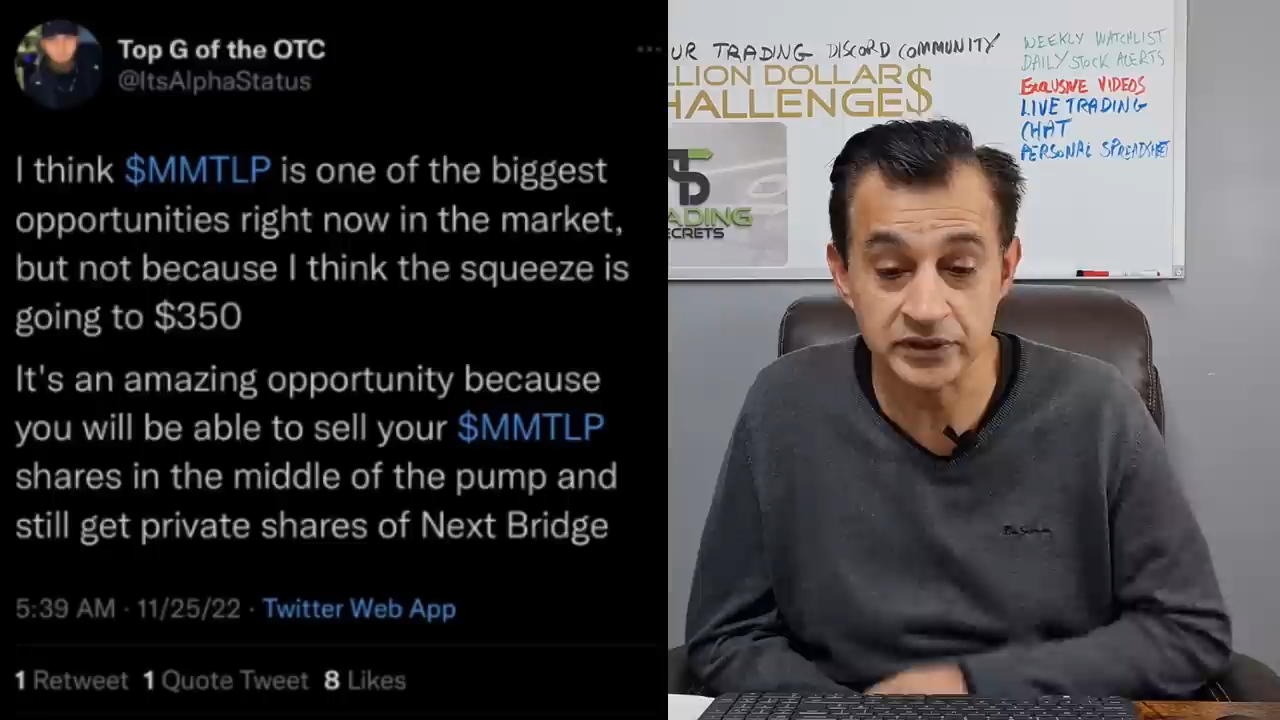 Top G of the OTC
@ItsAlphaStatus
I think $MMTLP is one of the biggest
opportunities right now in the market,
but not because I think the squeeze is
going to $350
It's an amazing opportunity because
you will be able to sell your $MMTLP
shares in the middle of the pump and
still get private shares of Next Bridge
5:39 AM · 11/25/22 · Twitter Web App
1 Retweet 1 Quote Tweet 8 Likes
UR TRADING DISCORD COMMUNITY
LLION DOLLAR
HALLENGE$
TS
ADING
ECRETS
WEEKLY WATCHLIST
DAILY STOCK ALERTS
EXCLUSIVE VIDEOS
LIVE TRADING
CHAT
PERSONAL SPREADSHEET
Ben Sherman